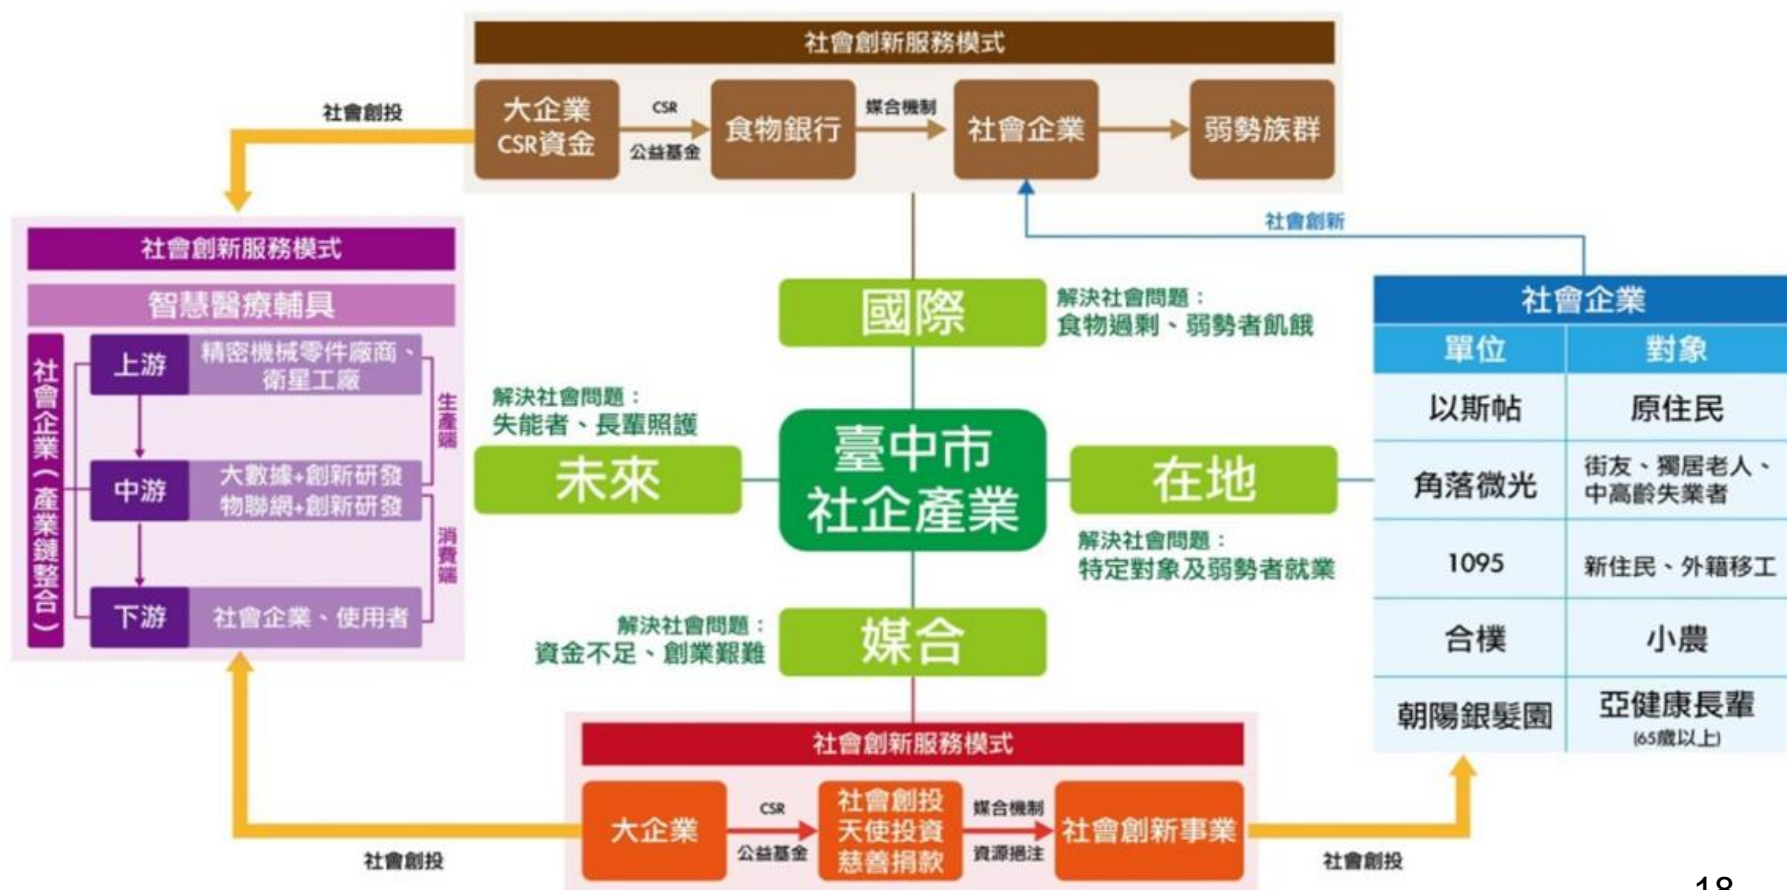 社會創新服務模式
大企業
CSR資金
CSR
公益基金
食物銀行
媒合機制
社會企業
弱勢族群
社會創投
社會創新
社會創新服務模式
智慧醫療輔具
社會企業(產業鏈整合)
上游
精密機械零件廠商、
衛星工廠
中游
大數據+創新研發
物聯網+創新研發
下游
社會企業、使用者
生產端
消費端
國際
解決社會問題:
食物過剩、弱勢者飢餓
解決社會問題:
失能者、長輩照護
未來
臺中市
社企產業
在地
解決社會問題:
特定對象及弱勢者就業
解決社會問題:
資金不足、創業艱難
媒合
社會企業
單位 對象
以斯帖 原住民
角落微光 街友、獨居老人、
中高齡失業者
1095 新住民、外籍移工
合樸 小農
朝陽銀髮園 亞健康長輩
(65歲以上)
社會創新服務模式
大企業
CSR
公益基金
社會創投
天使投資
慈善捐款
媒合機制
資源挹注
社會創新事業
社會創投
社會創投
18